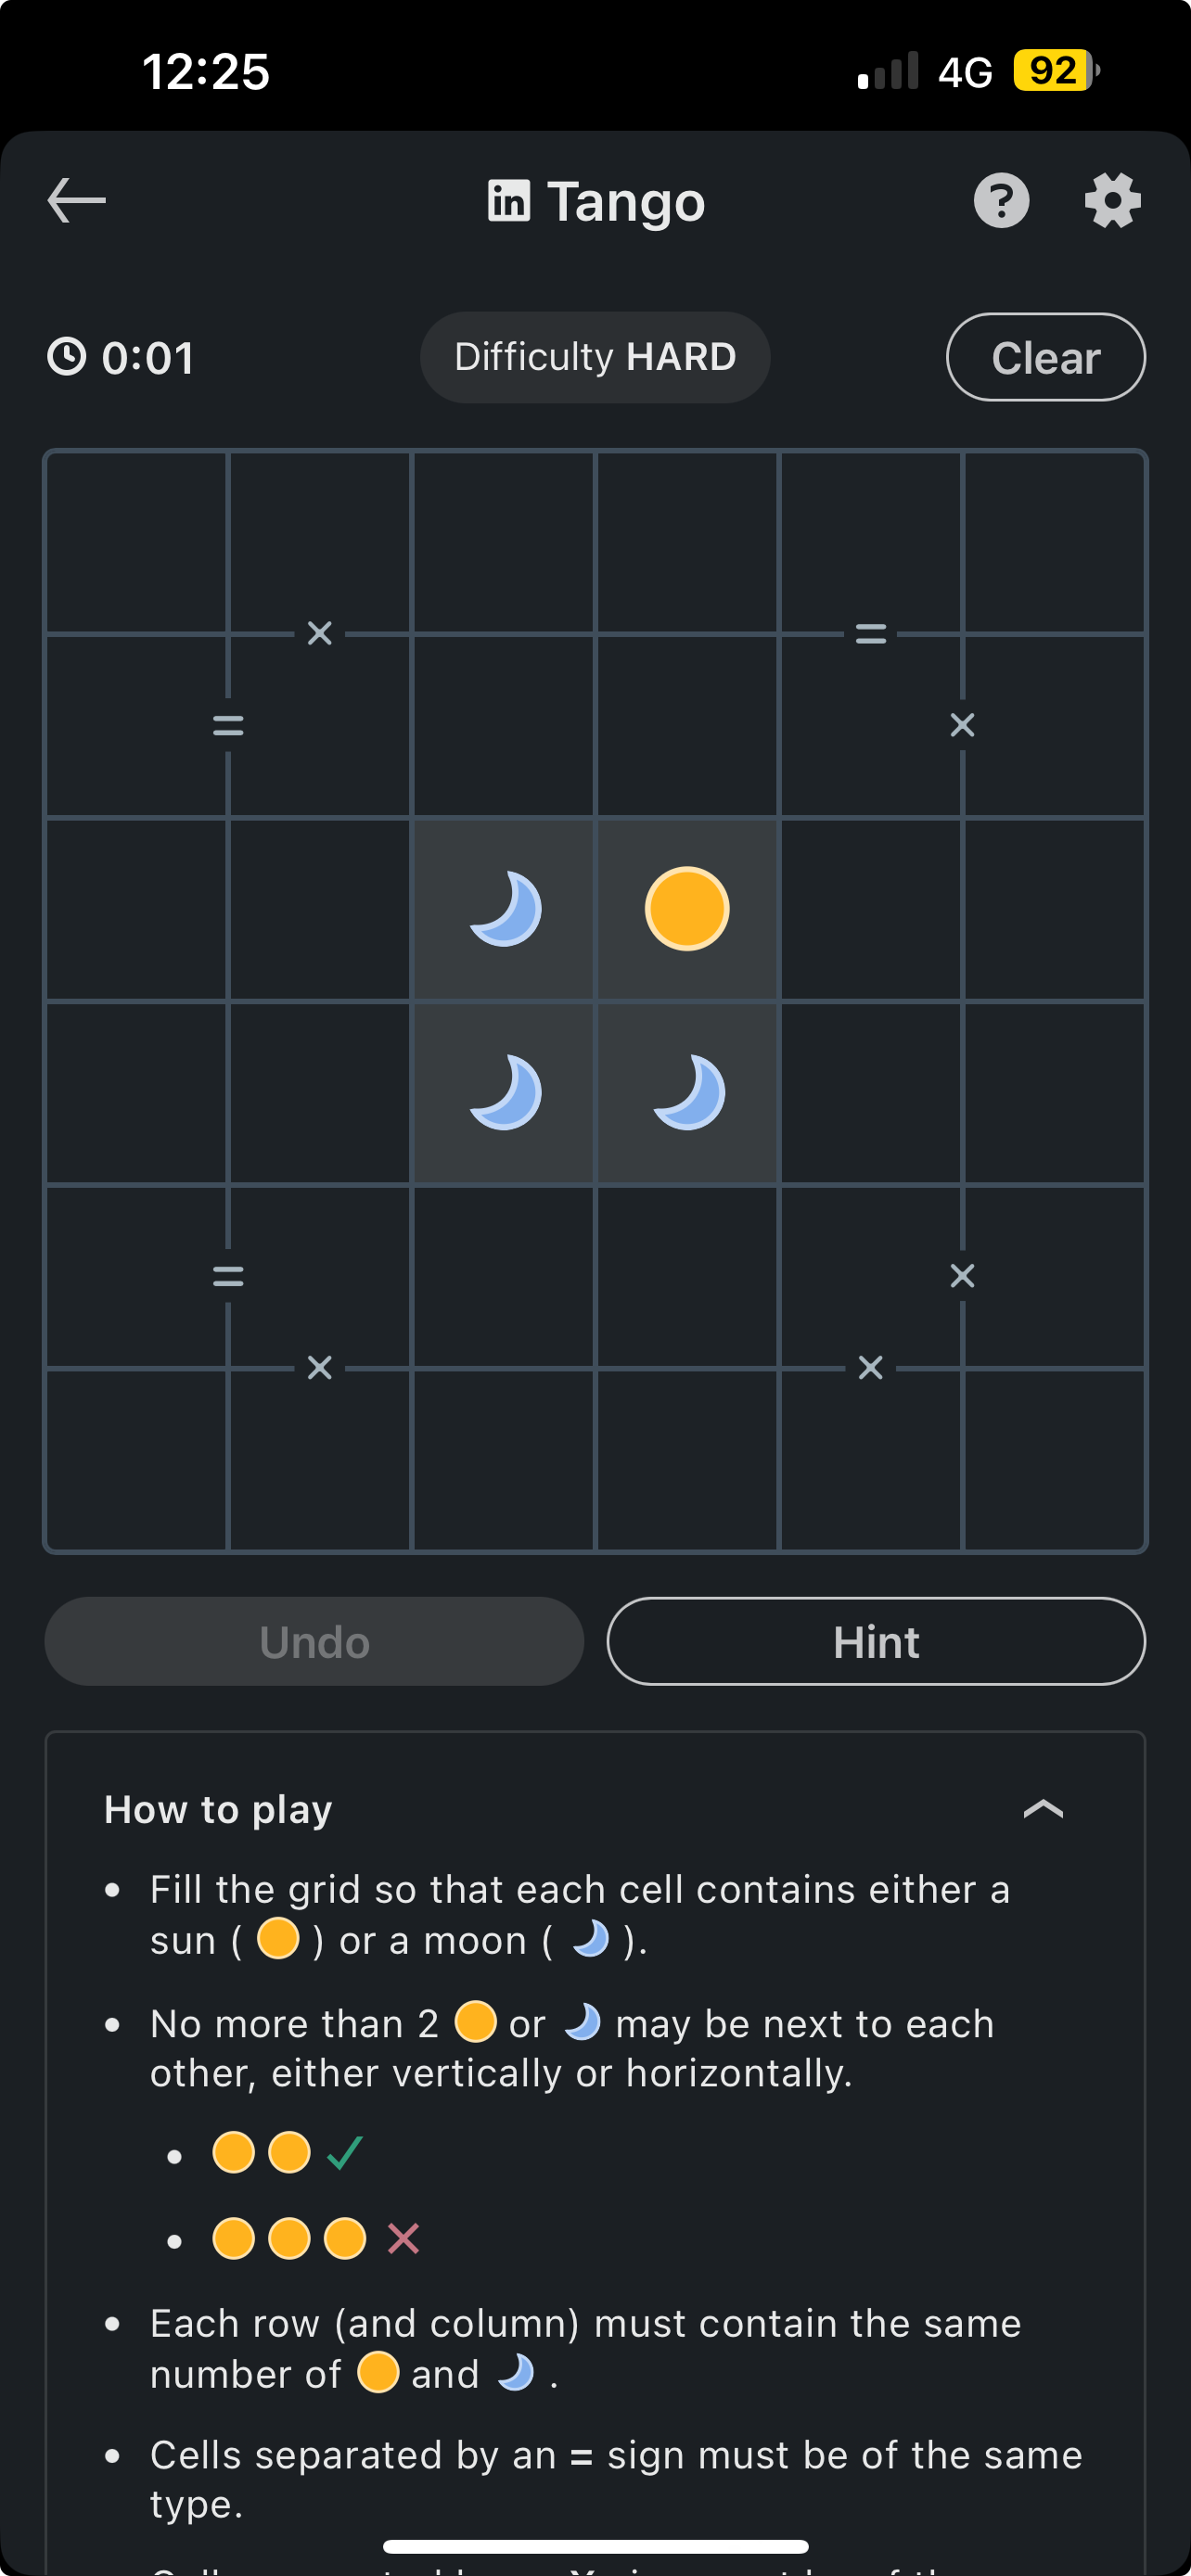 12:25
4G 92
in Tango ?
0:01 Difficulty HARD Clear
× =
= ×
= ×
× ×
Undo Hint
How to play
• Fill the grid so that each cell contains either a
sun ( ) or a moon ( ).
• No more than 2 or may be next to each
other, either vertically or horizontally.
• Each row (and column) must contain the same
number of and .
• Cells separated by an = sign must be of the same
type.